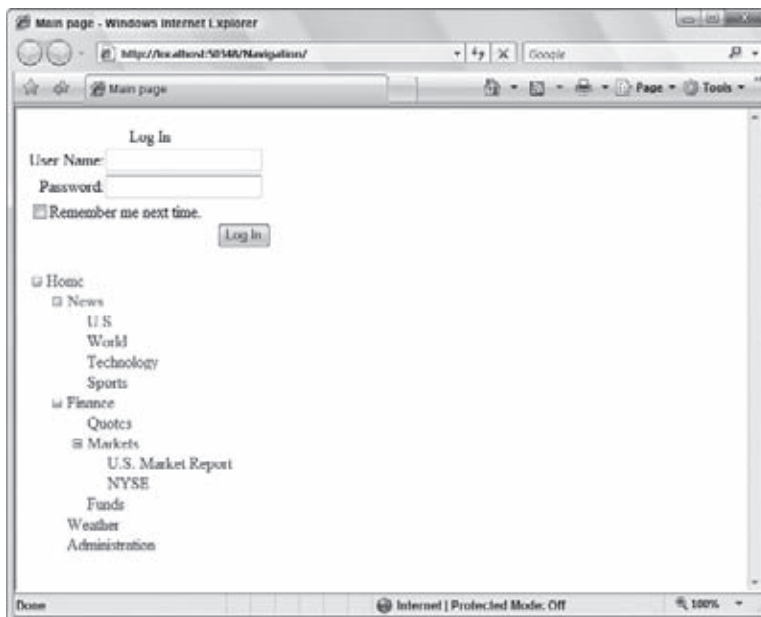 Main page - Windows Internet Explorer
http://localhost:50348/Navigation/
Google
Main page
Page
Tools
Log In
User Name:
Password:
Remember me next time.
Log In
Home
News
U.S
World
Technology
Sports
Finance
Quotes
Markets
U.S. Market Report
NYSE
Funds
Weather
Administration
Done
Internet | Protected Mode: Off
100%